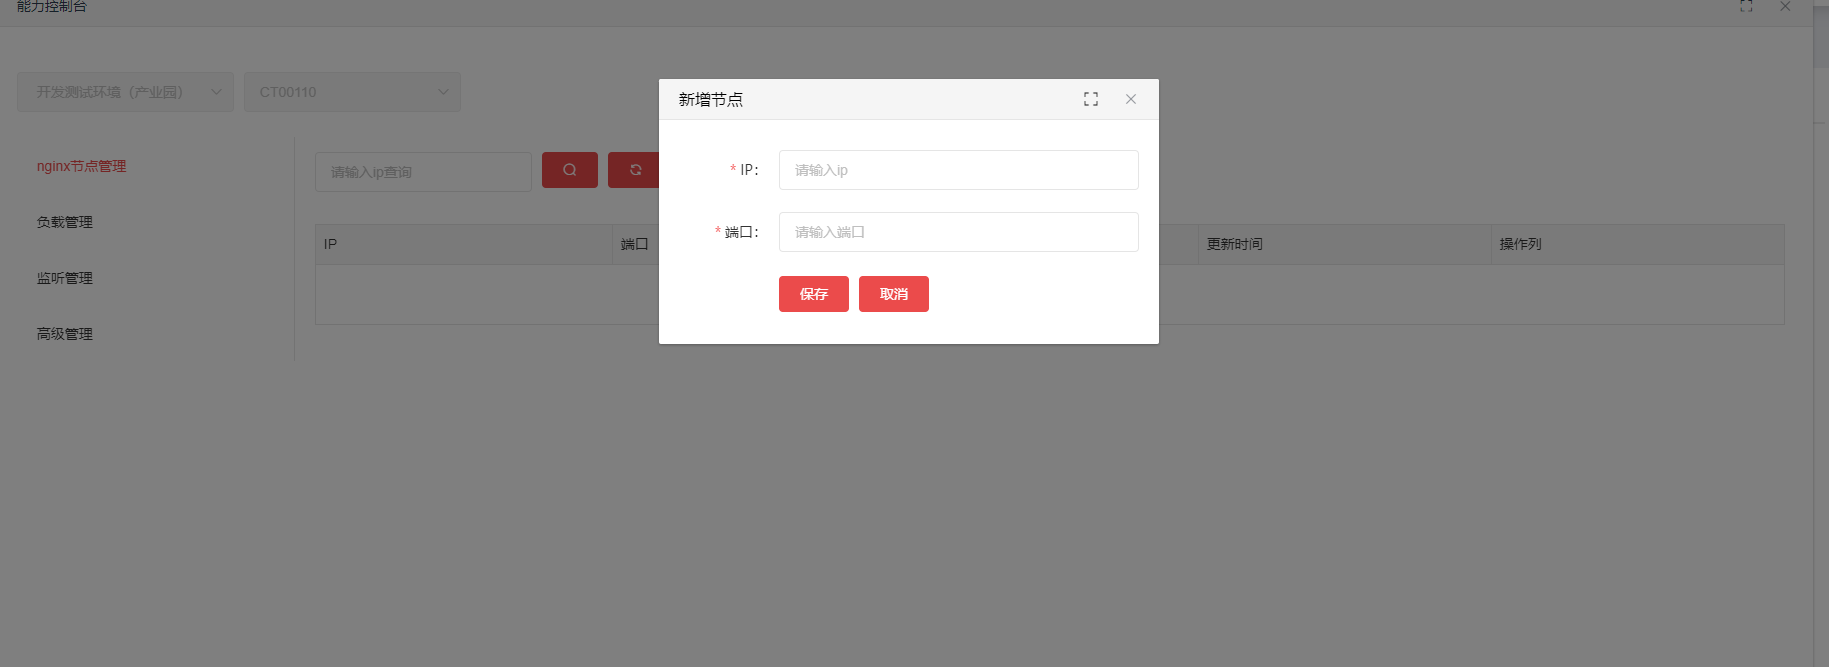 能力控制台
开发测试环境（产业园）
CT00110
nginx节点管理
负载管理
监听管理
高级管理
请输入ip查询
IP
端口
更新时间
操作列
新增节点
* IP：
请输入ip
* 端口：
请输入端口
保存
取消